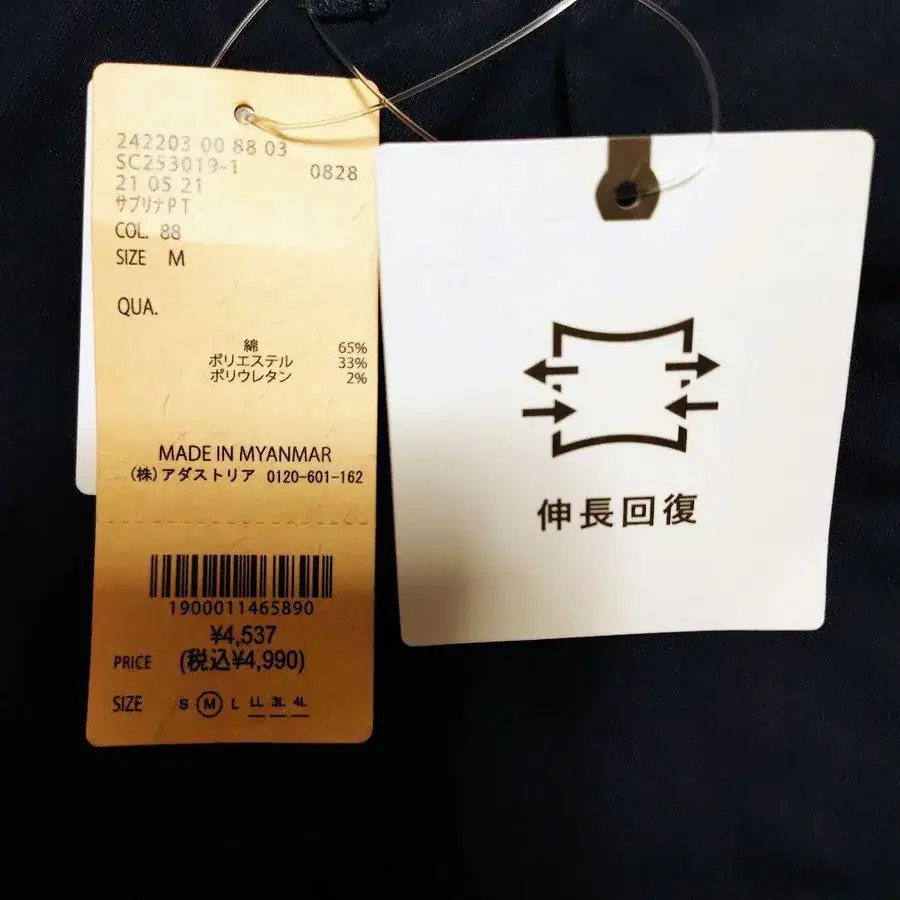 242203 00 88 03
SC253019-1
0828
21 05 21
サブリナPT
COL. 88
SIZE M
QUA.
綿 65%
ポリエステル 33%
ポリウレタン 2%
MADE IN MYANMAR
(株)アダストリア 0120-601-162
1900011465890
¥4,537
PRICE (税込¥4,990)
SIZE S M L LL 3L 4L
伸長回復